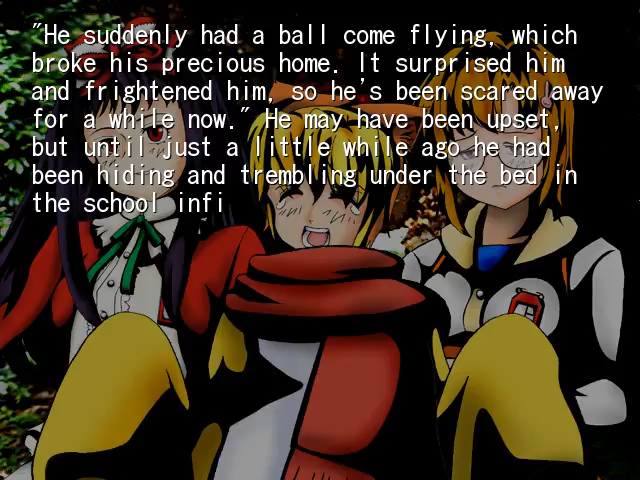 "He suddenly had a ball come flying, which
broke his precious home. It surprised him
and frightened him, so he's been scared away
for a while now." He may have been upset,
but until just a little while ago he had
been hiding and trembling under the bed in
the school infi